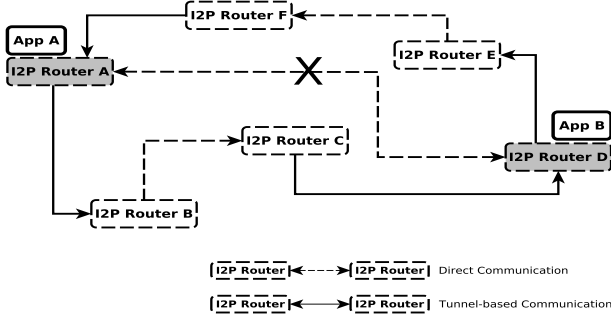 I2P Router F
App A
I2P Router E
I2P Router A
App B
I2P Router C
I2P Router D
I2P Router B
I2P Router I2P Router Direct Communication
I2P Router I2P Router Tunnel-based Communication